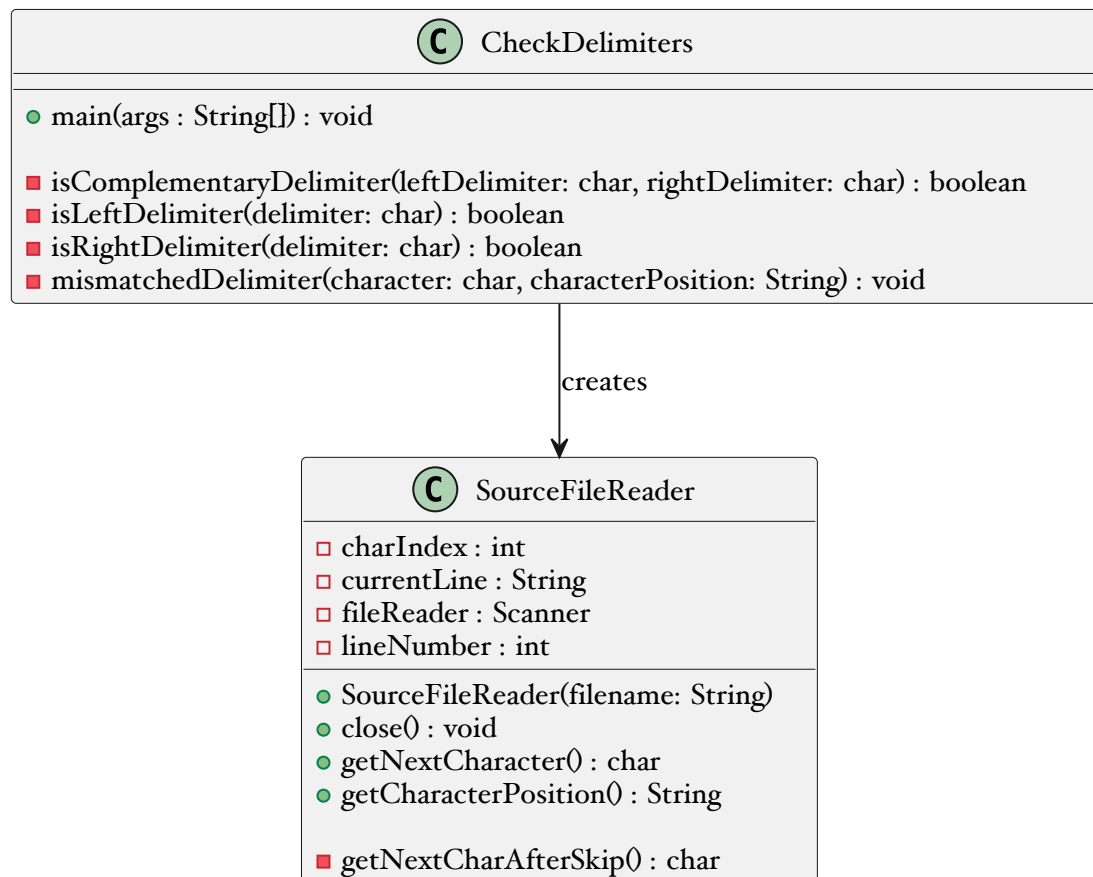 C CheckDelimiters
main(args : String[]) : void
isComplementaryDelimiter(leftDelimiter: char, rightDelimiter: char) : boolean
isLeftDelimiter(delimiter: char) : boolean
isRightDelimiter(delimiter: char) : boolean
mismatchedDelimiter(character: char, characterPosition: String) : void
creates
C SourceFileReader
charIndex : int
currentLine : String
fileReader : Scanner
lineNumber : int
SourceFileReader(filename: String)
close() : void
getNextCharacter() : char
getCharacterPosition() : String
getNextCharAfterSkip() : char